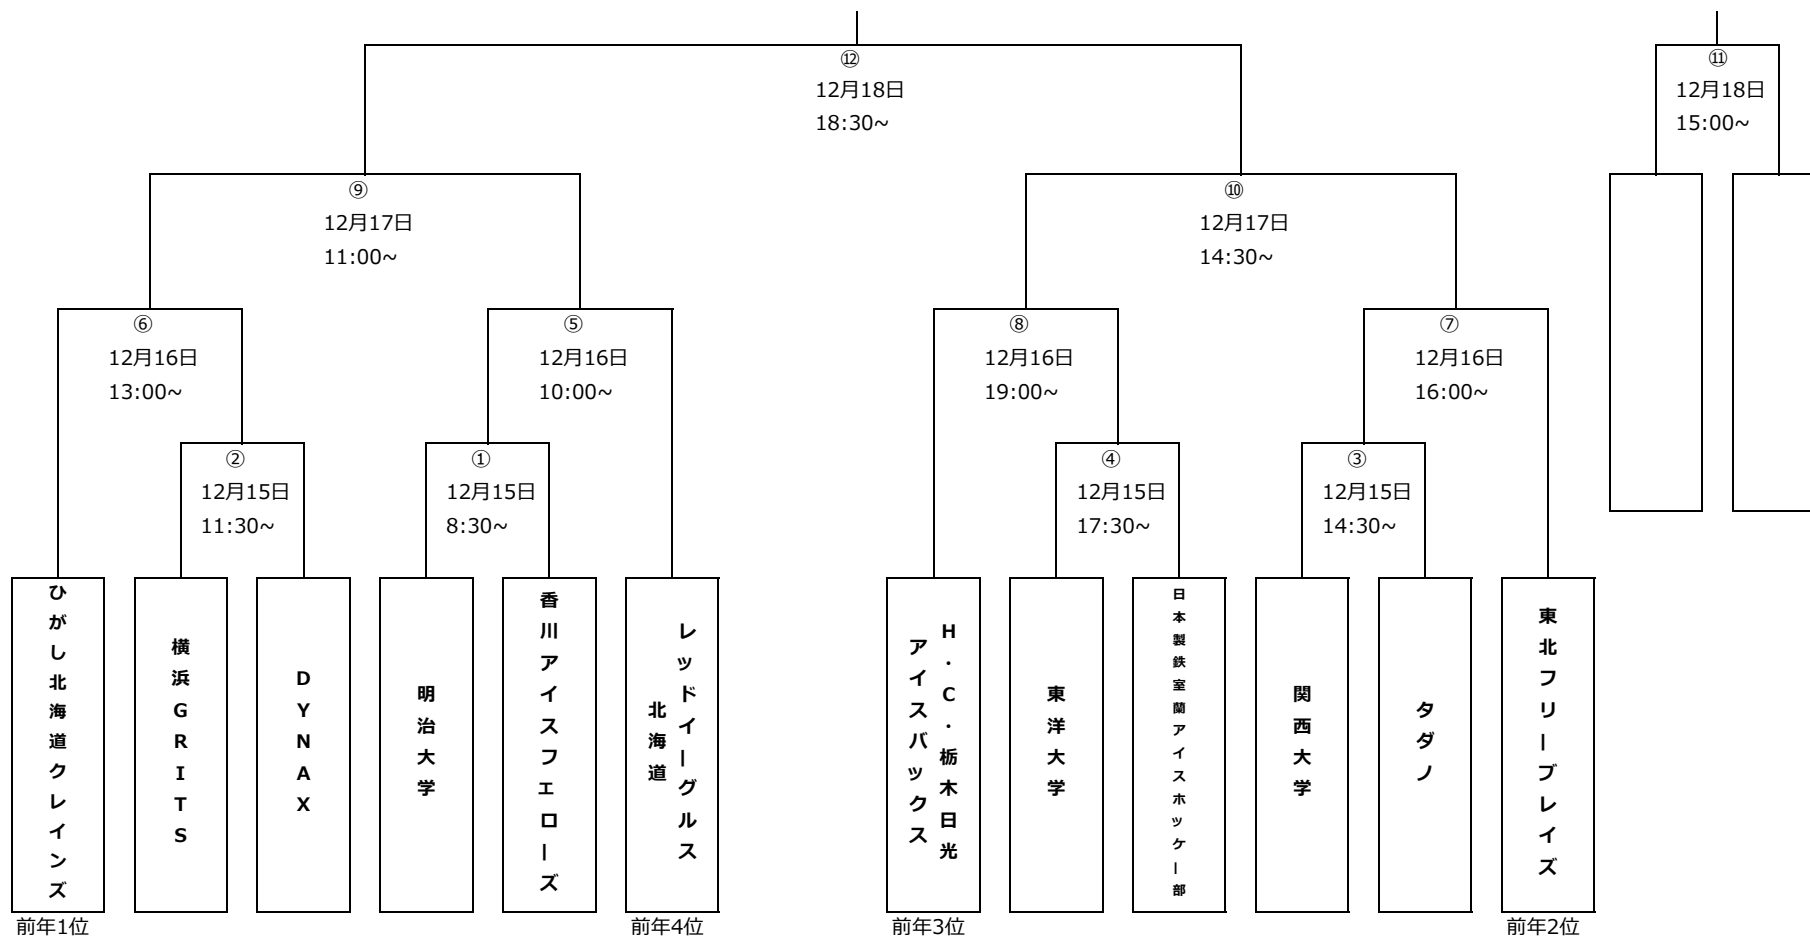 ⑫
12月18日
18:30~
⑪
12月18日
15:00~
⑨
12月17日
11:00~
⑩
12月17日
14:30~
⑥
12月16日
13:00~
⑤
12月16日
10:00~
⑧
12月16日
19:00~
⑦
12月16日
16:00~
②
12月15日
11:30~
①
12月15日
8:30~
④
12月15日
17:30~
③
12月15日
14:30~
ひがし北海道クレインズ
横浜GRITS
DYNAX
明治大学
香川アイスフェローズ
レッドイーグルス
北海道
H・C・栃木日光
アイスバックス
東洋大学
日本製鉄室蘭アイスホッケー部
関西大学
タダノ
東北フリーブレイズ
前年1位
前年4位
前年3位
前年2位